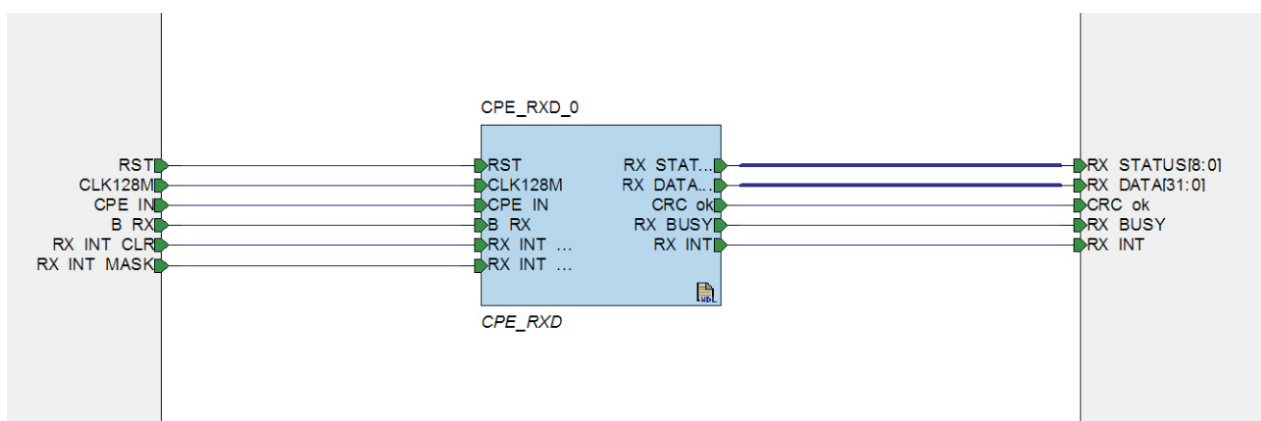 CPE_RXD_0
RST
CLK128M
CPE IN
B RX
RX INT CLR
RX INT MASK
RST
CLK128M
CPE IN
B RX
RX INT ...
RX INT ...
RX STAT...
RX DATA...
CRC ok
RX BUSY
RX INT
HDL
CPE_RXD
RX STATUS[8:0]
RX DATA[31:0]
CRC ok
RX BUSY
RX INT